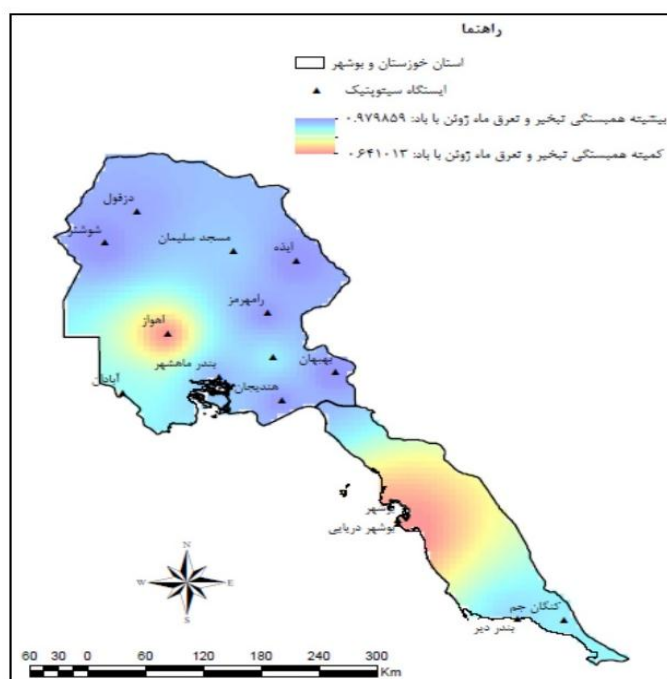 راهنما
استان خوزستان و بوشهر
ایستگاه سینوپتیک
بیشینه همبستگی تبخیر و تعرق ماه ژوئن با باد: ۰.۹۷۹۸۵۹
کمینه همبستگی تبخیر و تعرق ماه ژوئن با باد: ۰.۶۴۱۰۱۳
دزفول
شوشتر
مسجد سلیمان
ایذه
رامهرمز
اهواز
بهبهان
بندر ماهشهر
آبادان
هندیجان
بوشهر
بوشهر دریایی
کنگان جم
بندر دیر
N
W E
S
60 30 0 60 120 180 240 300
Km